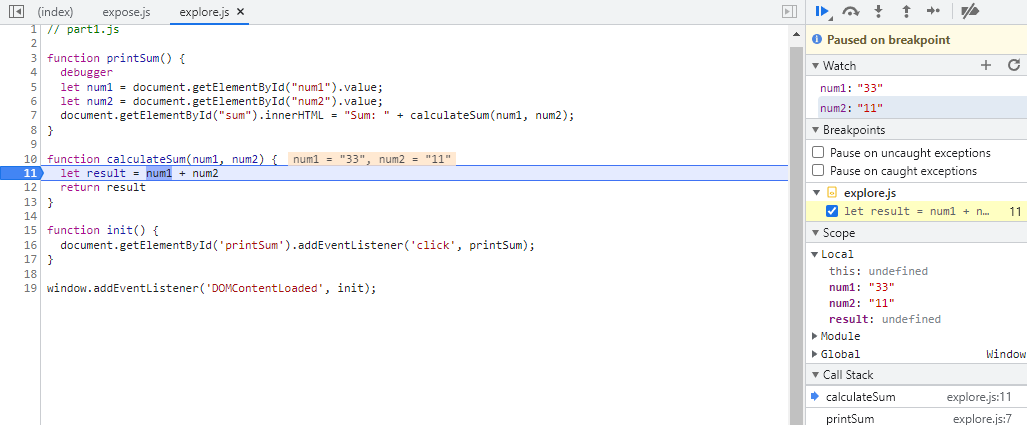 (index) expose.js explore.js ×
1 // part1.js
2
3 function printSum() {
4   debugger
5   let num1 = document.getElementById("num1").value;
6   let num2 = document.getElementById("num2").value;
7   document.getElementById("sum").innerHTML = "Sum: " + calculateSum(num1, num2);
8 }
9
10 function calculateSum(num1, num2) { num1 = "33", num2 = "11"
11   let result = num1 + num2
12   return result
13 }
14
15 function init() {
16   document.getElementById('printSum').addEventListener('click', printSum);
17 }
18
19 window.addEventListener('DOMContentLoaded', init);
Paused on breakpoint
Watch
num1: "33"
num2: "11"
Breakpoints
Pause on uncaught exceptions
Pause on caught exceptions
explore.js
let result = num1 + n… 11
Scope
Local
this: undefined
num1: "33"
num2: "11"
result: undefined
Module
Global Window
Call Stack
calculateSum explore.js:11
printSum explore.js:7